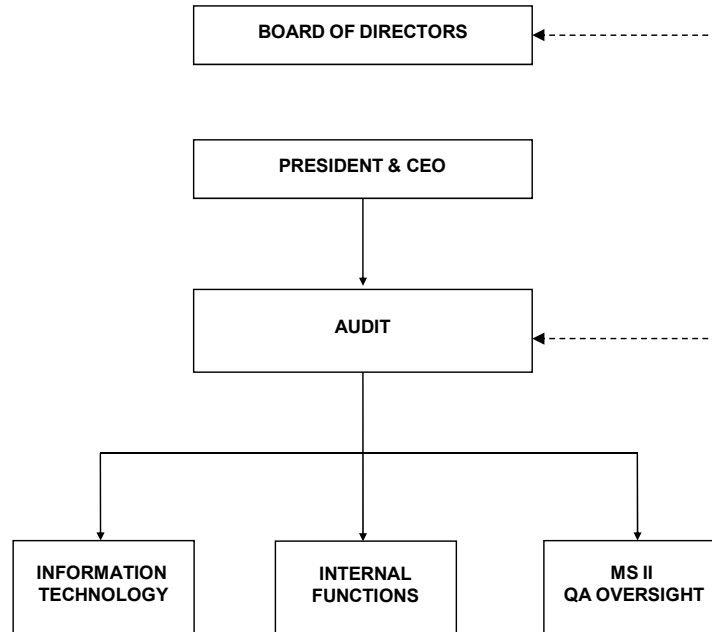 BOARD OF DIRECTORS
PRESIDENT & CEO
AUDIT
INFORMATION
TECHNOLOGY
INTERNAL
FUNCTIONS
MS II
QA OVERSIGHT